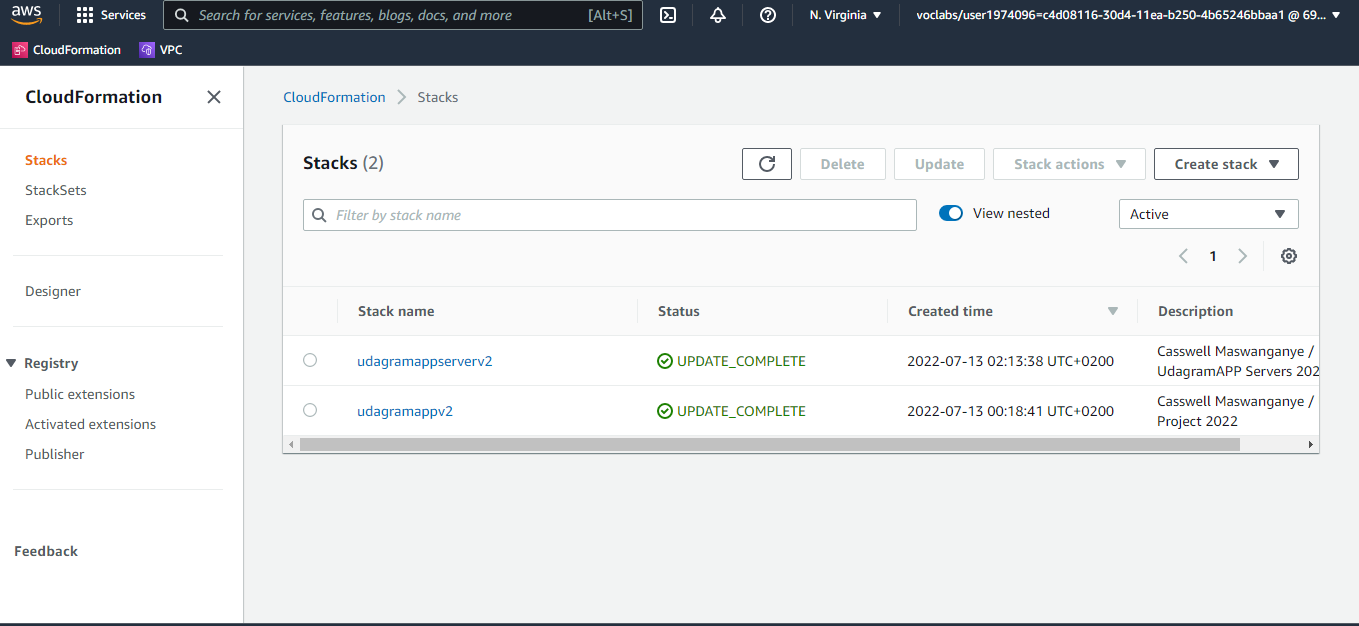 aws
Services
Search for services, features, blogs, docs, and more [Alt+S]
N. Virginia
voclabs/user1974096=c4d08116-30d4-11ea-b250-4b65246bbaa1 @ 69...
CloudFormation VPC
CloudFormation
Stacks
StackSets
Exports
Designer
Registry
Public extensions
Activated extensions
Publisher
Feedback
CloudFormation Stacks
Stacks (2)
Delete Update Stack actions Create stack
Filter by stack name View nested Active
1
Stack name Status Created time Description
udagramappserverv2 UPDATE_COMPLETE 2022-07-13 02:13:38 UTC+0200 Casswell Maswanganye /
UdagramAPP Servers 202
udagramappv2 UPDATE_COMPLETE 2022-07-13 00:18:41 UTC+0200 Casswell Maswanganye /
Project 2022